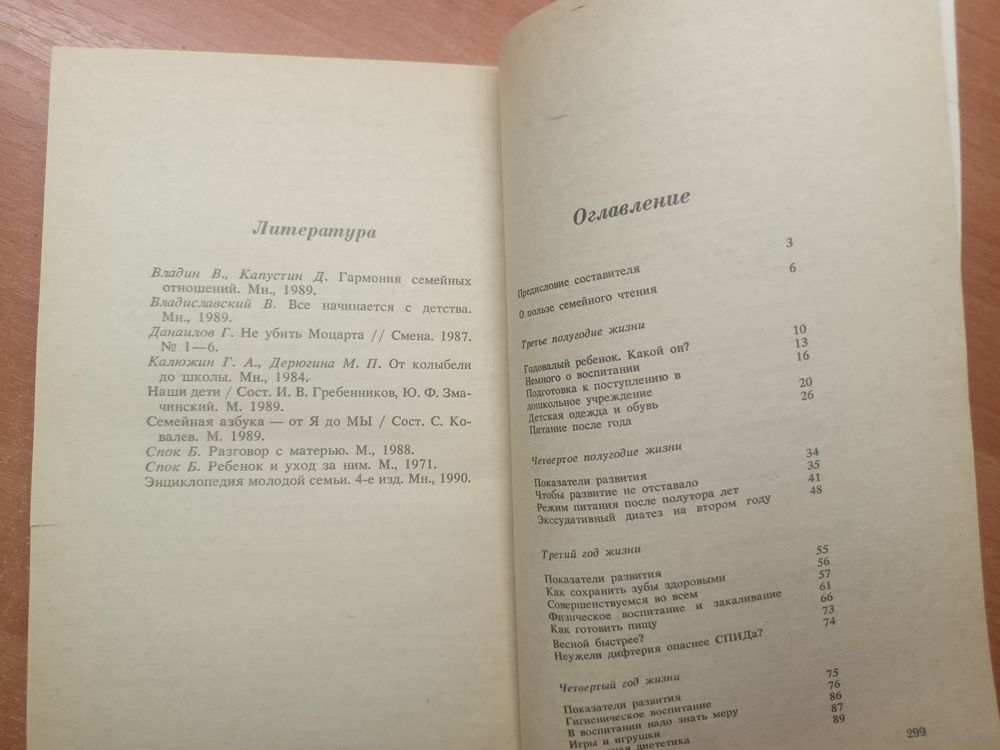 Литература
Владин В., Капустин Д. Гармония семейных
отношений. Мн., 1989.
Владиславский В. Все начинается с детства.
Мн., 1989.
Данаилов Г. Не убить Моцарта // Смена. 1987.
№ 1—6.
Калюжин Г. А., Дерюгина М. П. От колыбели
до школы. Мн., 1984.
Наши дети / Сост. И. В. Гребенников, Ю. Ф. Зма-
чинский. М. 1989.
Семейная азбука — от Я до МЫ / Сост. С. Ко-
валев. М. 1989.
Спок Б. Разговор с матерью. М., 1988.
Спок Б. Ребенок и уход за ним. М., 1971.
Энциклопедия молодой семьи. 4-е изд. Мн., 1990.
Оглавление
Предисловие составителя 3
О пользе семейного чтения 6
Третье полугодие жизни
Годовалый ребенок. Какой он? 10
Немного о воспитании 13
Подготовка к поступлению в 16
дошкольное учреждение
Детская одежда и обувь 20
Питание после года 26
Четвертое полугодие жизни
Показатели развития 34
Чтобы развитие не отставало 35
Режим питания после полутора лет 41
Экссудативный диатез на втором году 48
Третий год жизни
Показатели развития 55
Как сохранить зубы здоровыми 56
Совершенствуемся во всем 57
Физическое воспитание и закаливание 61
Как готовить пищу 66
Весной быстрее? 73
Неужели дифтерия опаснее СПИДа? 74
Четвертый год жизни
Показатели развития 75
Гигиеническое воспитание 76
В воспитании надо знать меру 86
Игры и игрушки 87
диететика 89
299